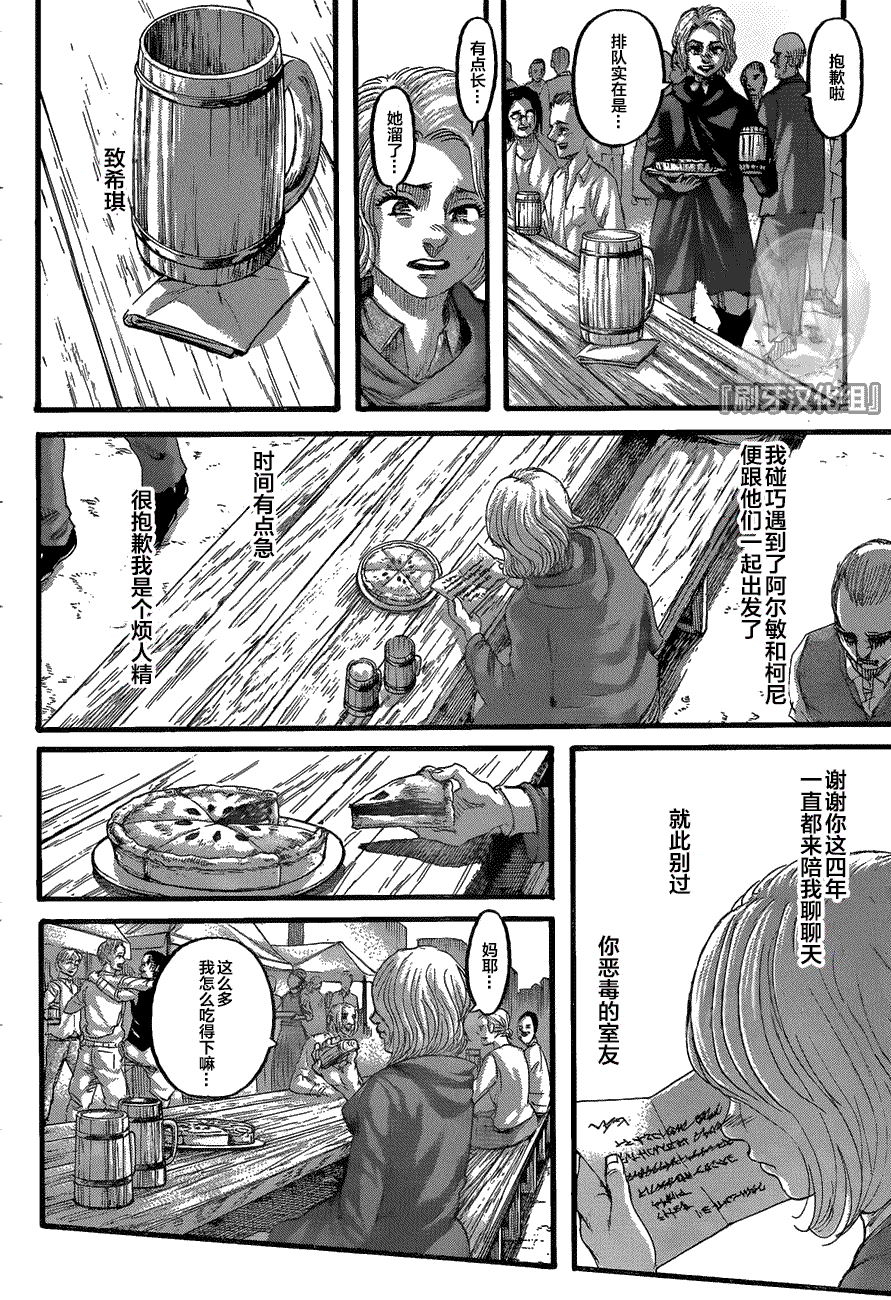 抱歉啦
排队实在是…
有点长…
她溜了…
致希琪
『刷牙汉化组』
我碰巧遇到了阿尔敏和柯尼
便跟他们一起出发了
时间有点急
很抱歉我是个烦人精
谢谢你这四年
一直都来陪我聊聊天
就此别过
你恶毒的室友
妈耶…
这么多
我怎么吃得下嘛…